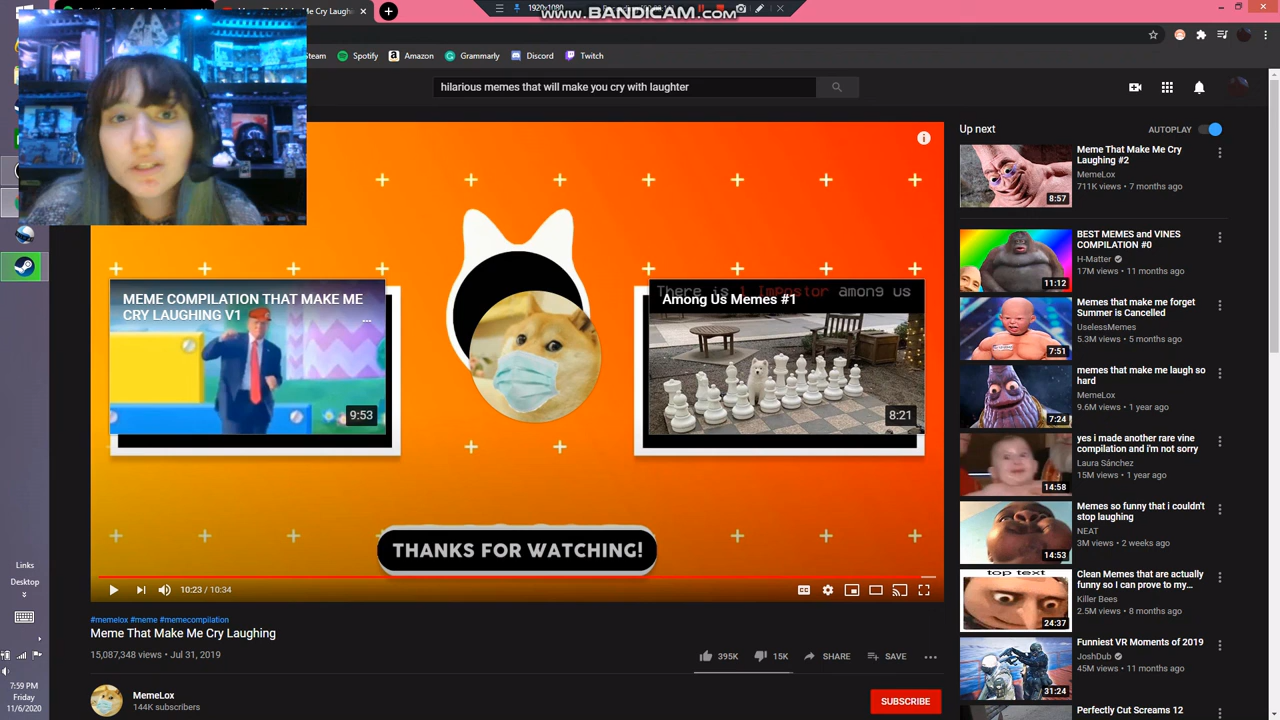 1920x1080
www.BANDICAM.com
Spotify
Amazon
Grammarly
Discord
Twitch
hilarious memes that will make you cry with laughter
MEME COMPILATION THAT MAKE ME
CRY LAUGHING V1
...
9:53
There is 1 Impostor among us
Among Us Memes #1
8:21
THANKS FOR WATCHING!
10:23 / 10:34
#memelox #meme #memecompilation
Meme That Make Me Cry Laughing
15,087,348 views • Jul 31, 2019
395K
15K
SHARE
SAVE
MemeLox
144K subscribers
SUBSCRIBE
Up next
AUTOPLAY
Meme That Make Me Cry
Laughing #2
MemeLox
711K views • 7 months ago
8:57
BEST MEMES and VINES
COMPILATION #0
H-Matter
17M views • 11 months ago
11:12
Memes that make me forget
Summer is Cancelled
UselessMemes
5.3M views • 5 months ago
7:51
memes that make me laugh so
hard
MemeLox
9.6M views • 1 year ago
7:24
yes i made another rare vine
compilation and i'm not sorry
Laura Sánchez
15M views • 1 year ago
14:58
Memes so funny that i couldn't
stop laughing
NEAT
3M views • 2 weeks ago
14:53
top text
Clean Memes that are actually
funny so I can prove to my...
Killer Bees
2.5M views • 8 months ago
24:37
Funniest VR Moments of 2019
JoshDub
45M views • 11 months ago
31:24
Perfectly Cut Screams 12
Links
Desktop
7:59 PM
Friday
11/6/2020